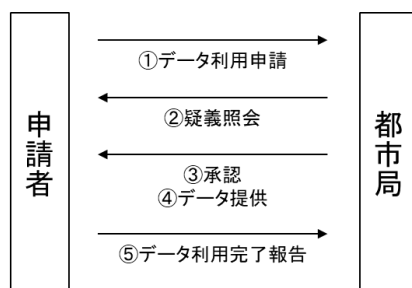 申請者
①データ利用申請
②疑義照会
③承認
④データ提供
⑤データ利用完了報告
都市局